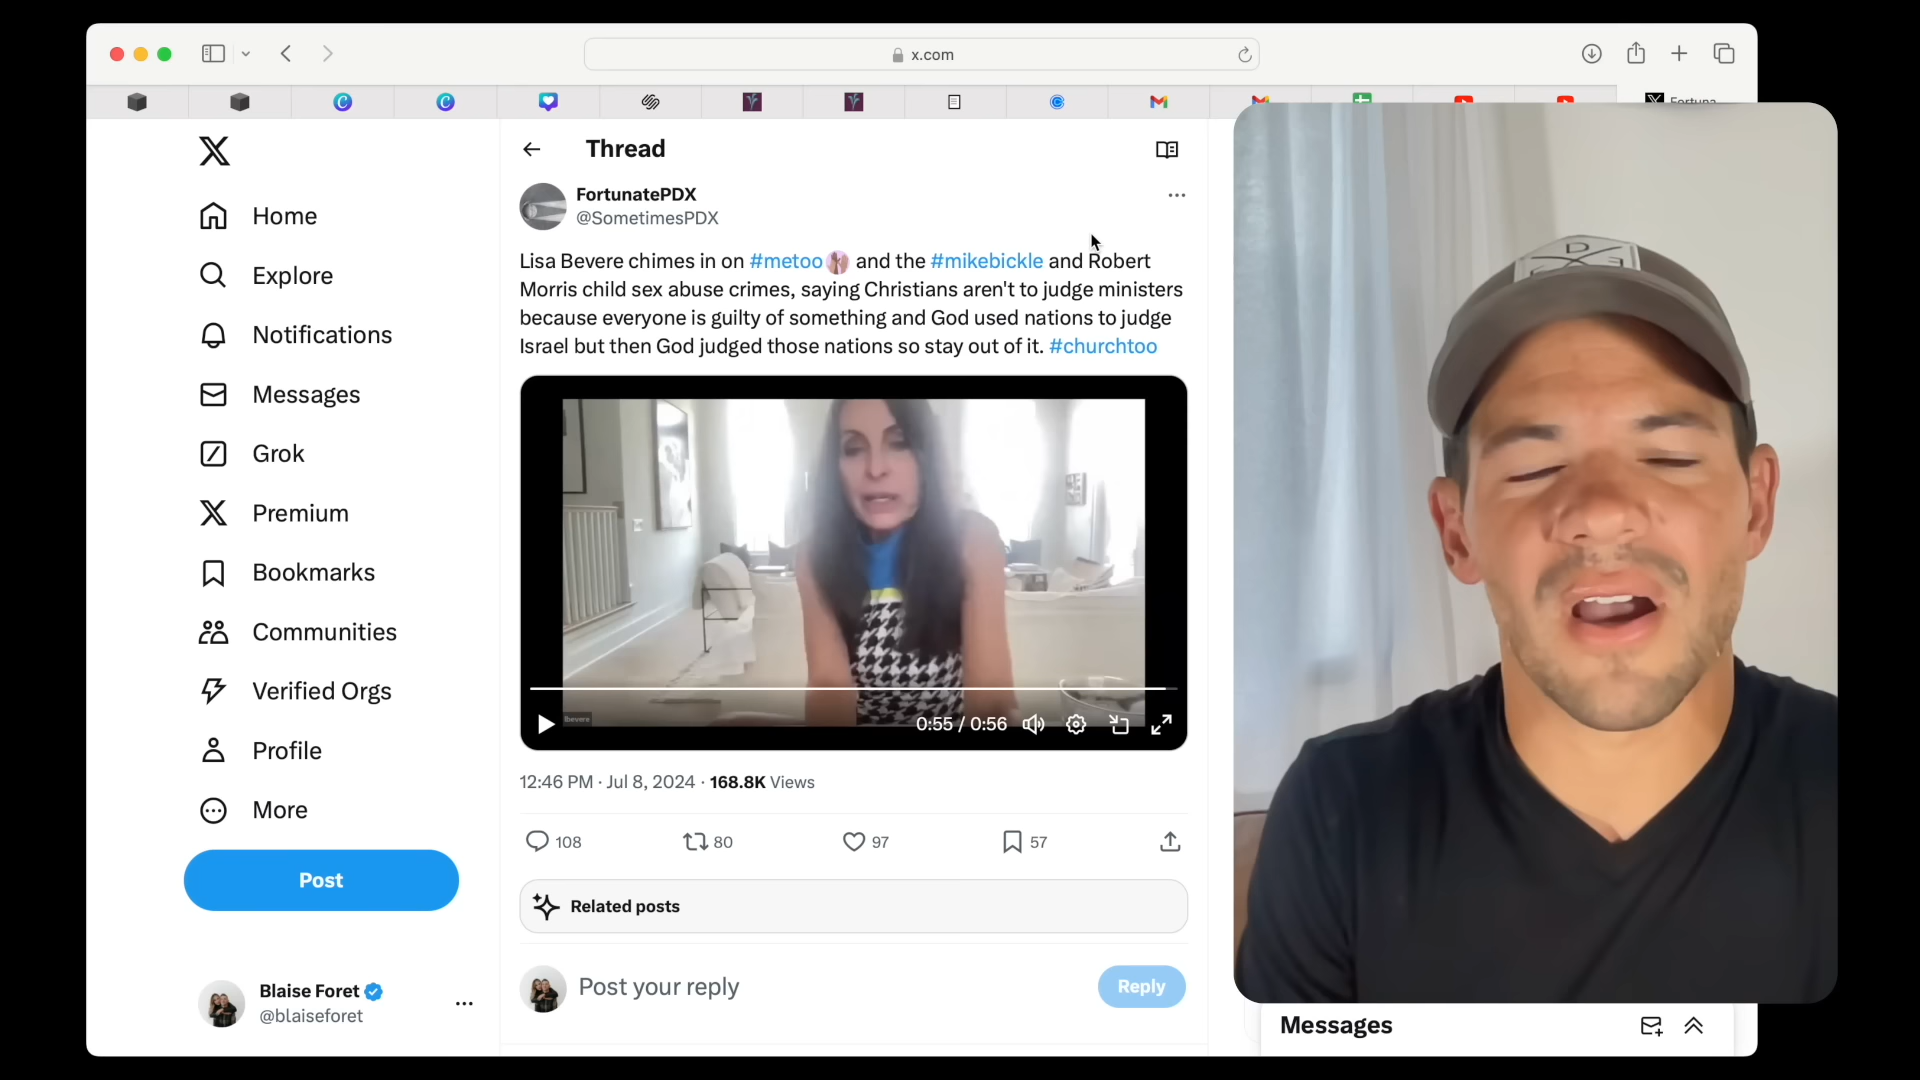 x.com
Fortuna
Home
Explore
Notifications
Messages
Grok
Premium
Bookmarks
Communities
Verified Orgs
Profile
More
Post
Blaise Foret
@blaiseforet
Thread
FortunatePDX
@SometimesPDX
Lisa Bevere chimes in on #metoo and the #mikebickle and Robert
Morris child sex abuse crimes, saying Christians aren't to judge ministers
because everyone is guilty of something and God used nations to judge
Israel but then God judged those nations so stay out of it. #churchtoo
lbevere
0:55 / 0:56
12:46 PM · Jul 8, 2024 · 168.8K Views
108
80
97
57
Related posts
Post your reply
Reply
Messages